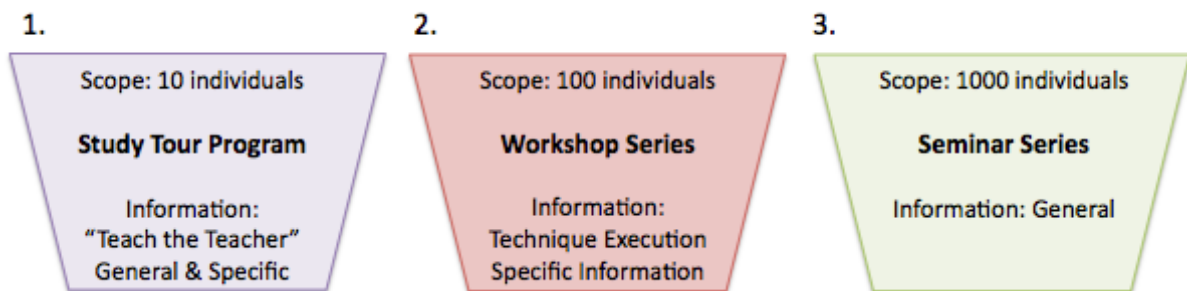 1.
Scope: 10 individuals
Study Tour Program
Information:
“Teach the Teacher”
General & Specific
2.
Scope: 100 individuals
Workshop Series
Information:
Technique Execution
Specific Information
3.
Scope: 1000 individuals
Seminar Series
Information: General